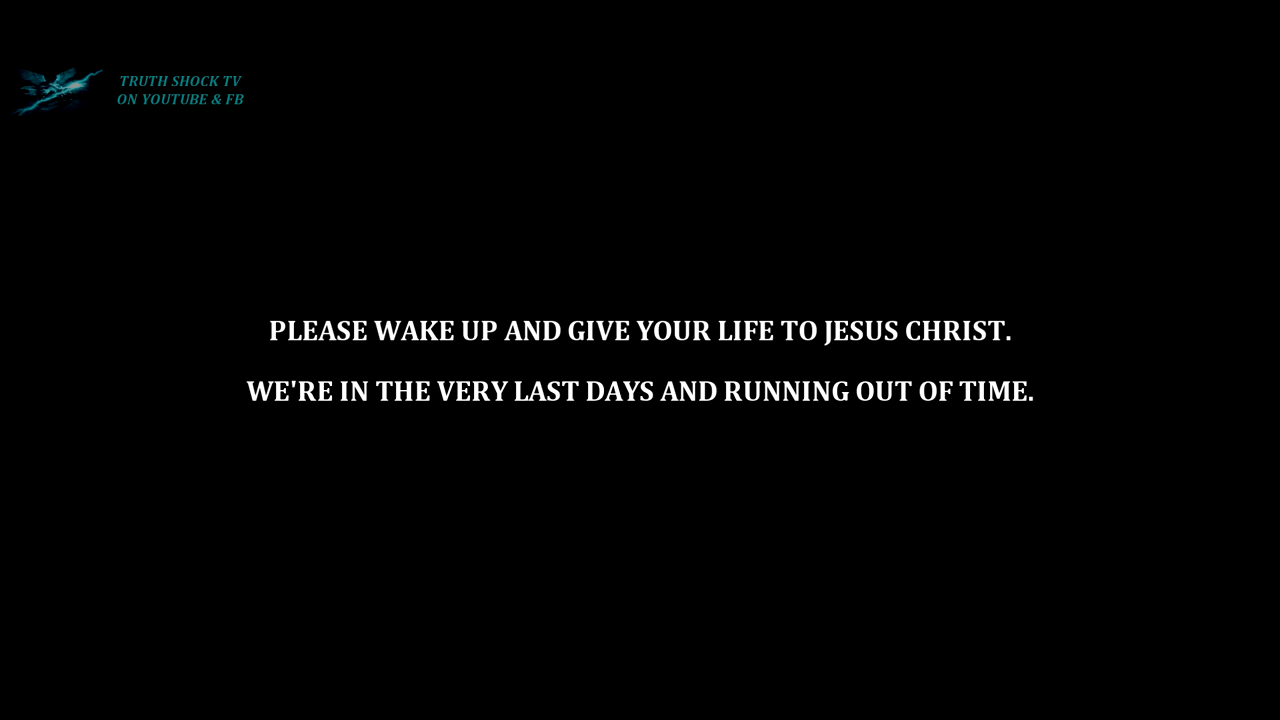 TRUTH SHOCK TV
ON YOUTUBE & FB
PLEASE WAKE UP AND GIVE YOUR LIFE TO JESUS CHRIST.
WE'RE IN THE VERY LAST DAYS AND RUNNING OUT OF TIME.